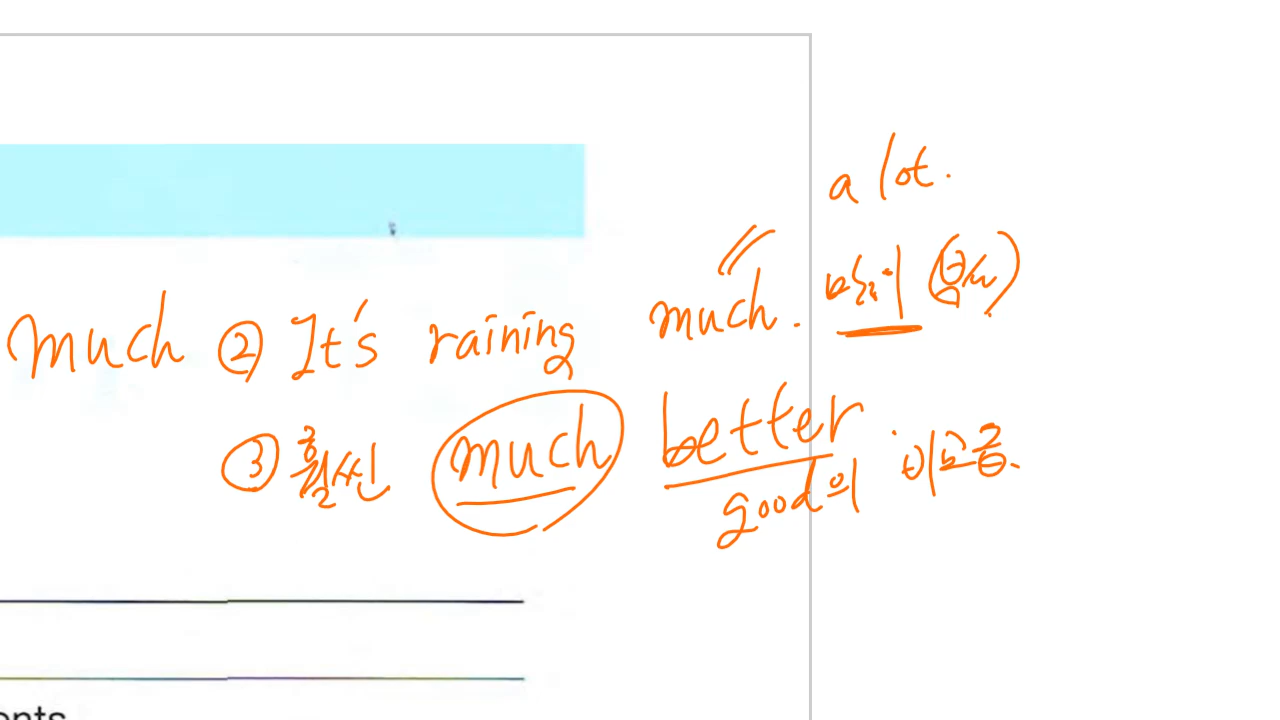 a lot.
much ② It's raining much. 많이 (부사)
③ 훨씬 much better
good의 비교급.